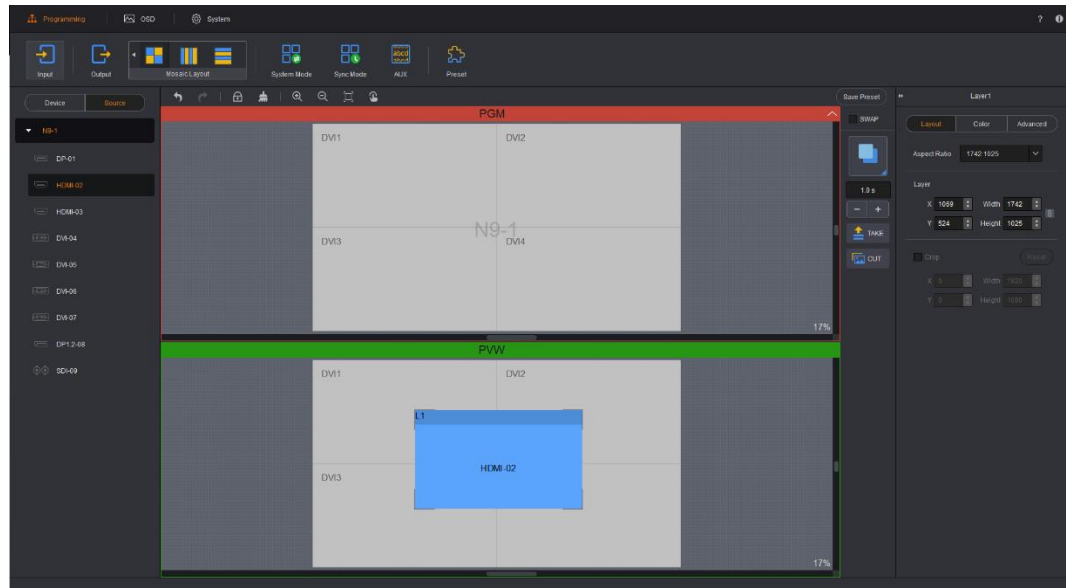 Programming OSD System ?
Input Output Mosaic Layout System Mode Sync Mode AUX Preset
Device Source
N9-1
DP-01
HDMI-02
HDMI-03
DVI-04
DVI-05
DVI-06
DVI-07
DP1.2-08
SDI-09
PGM
DVI1 DVI2
N9-1
DVI3 DVI4
17%
PVW
DVI1 DVI2
L1
HDMI-02
DVI3
17%
Save Preset
SWAP
1.0 s
- +
TAKE
CUT
Layer1
Layout Color Advanced
Aspect Ratio 1742:1025
Layer
X 1069 Width 1742
Y 524 Height 1025
Crop Reset
X 0 Width 1920
Y 0 Height 1080